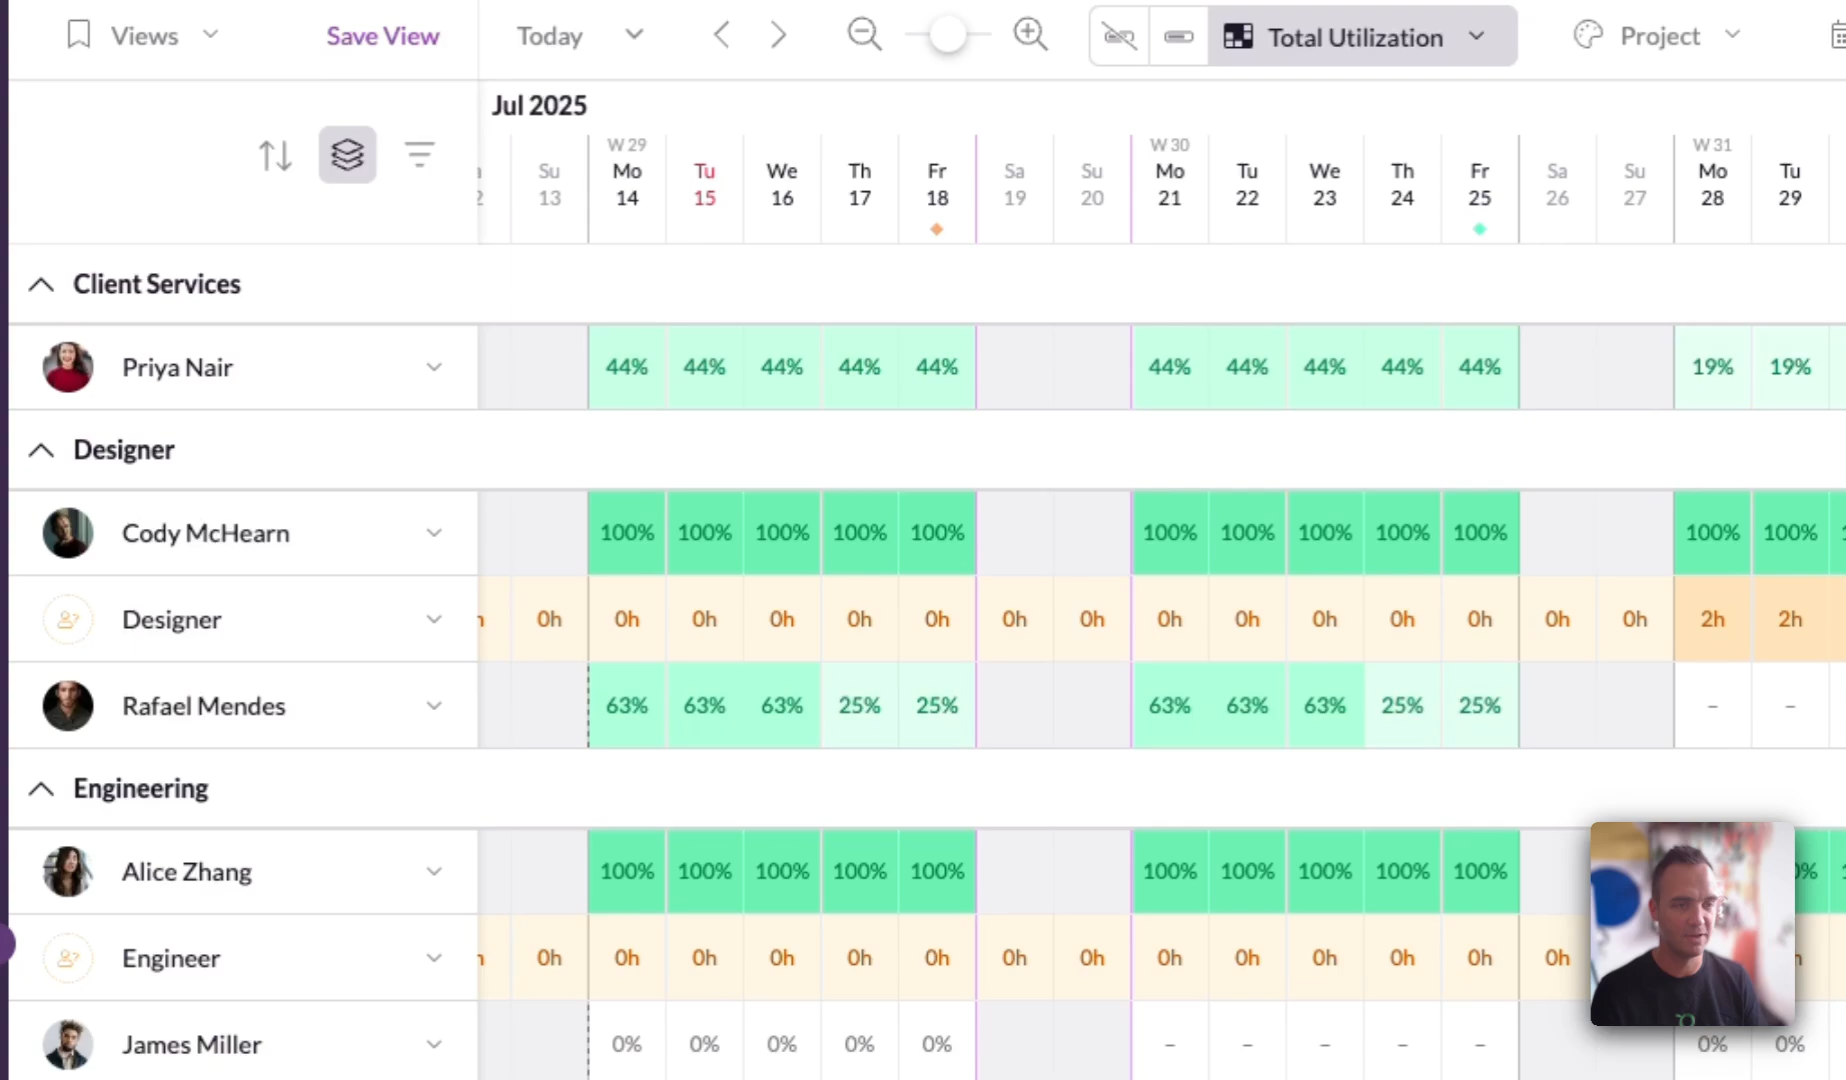 Views Save View Today Total Utilization Project
Jul 2025
W 29 W 30 W 31
Su Mo Tu We Th Fr Sa Su Mo Tu We Th Fr Sa Su Mo Tu
13 14 15 16 17 18 19 20 21 22 23 24 25 26 27 28 29
Client Services
Priya Nair 44% 44% 44% 44% 44% 44% 44% 44% 44% 44% 19% 19%
Designer
Cody McHearn 100% 100% 100% 100% 100% 100% 100% 100% 100% 100% 100% 100%
Designer 0h 0h 0h 0h 0h 0h 0h 0h 0h 0h 0h 0h 0h 0h 0h 2h 2h
Rafael Mendes 63% 63% 63% 25% 25% 63% 63% 63% 25% 25% – –
Engineering
Alice Zhang 100% 100% 100% 100% 100% 100% 100% 100% 100% 100%
Engineer 0h 0h 0h 0h 0h 0h 0h 0h 0h 0h 0h 0h 0h 0h
James Miller 0% 0% 0% 0% 0% – – – – – 0% 0%